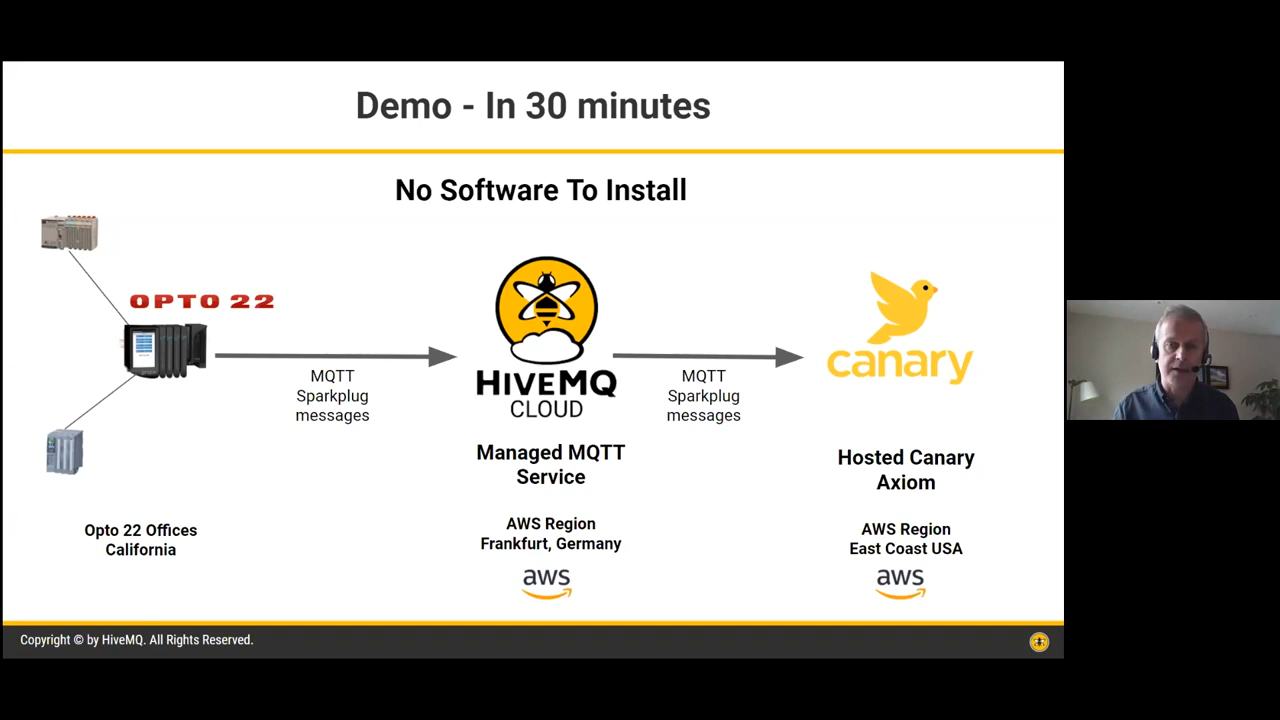 Demo - In 30 minutes
No Software To Install
OPTO 22
MQTT
Sparkplug
messages
HIVEMQ
CLOUD
MQTT
Sparkplug
messages
canary
Managed MQTT
Service
Hosted Canary
Axiom
Opto 22 Offices
California
AWS Region
Frankfurt, Germany
AWS Region
East Coast USA
aws
aws
Copyright © by HiveMQ. All Rights Reserved.